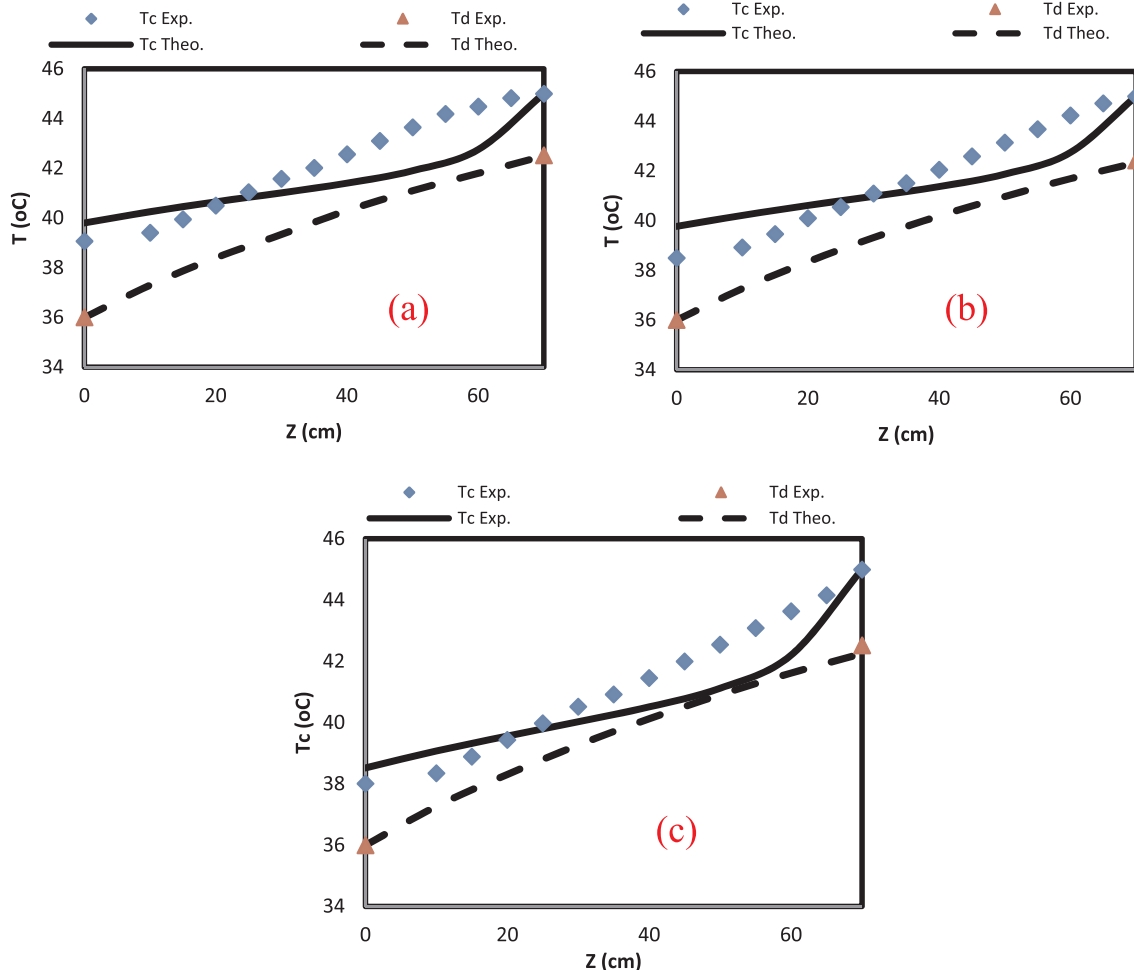 Tc Exp. Td Exp.
Tc Theo. Td Theo.
46
44
42
40
38
36
34
T (oC)
0 20 40 60
Z (cm)
(a)
Tc Exp. Td Exp.
Tc Theo. Td Theo.
46
44
42
40
38
36
34
T (oC)
0 20 40 60
Z (cm)
(b)
Tc Exp. Td Exp.
Tc Exp. Td Theo.
46
44
42
40
38
36
34
Tc (oC)
0 20 40 60
Z (cm)
(c)